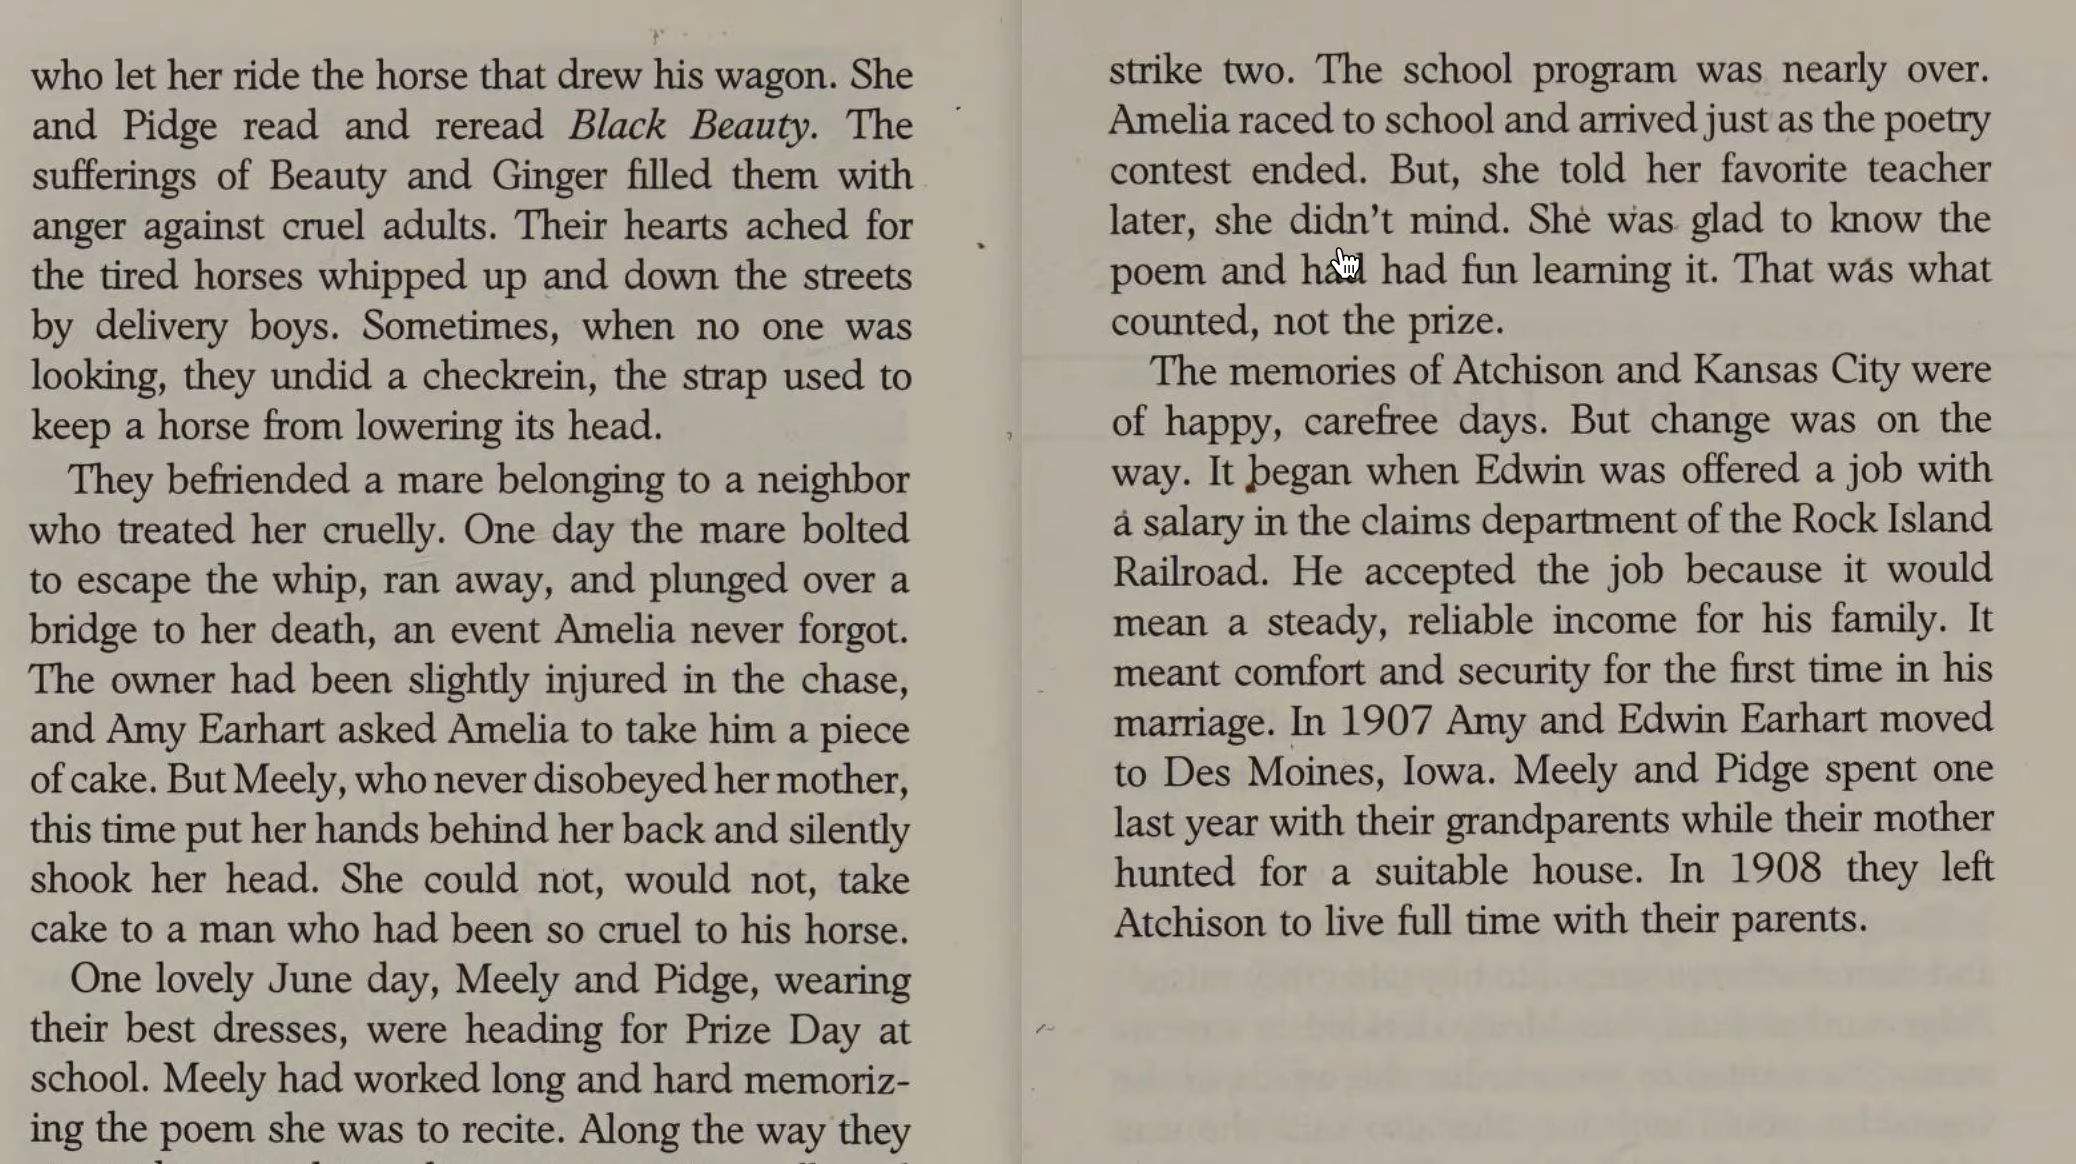 who let her ride the horse that drew his wagon. She
and Pidge read and reread Black Beauty. The
sufferings of Beauty and Ginger filled them with
anger against cruel adults. Their hearts ached for
the tired horses whipped up and down the streets
by delivery boys. Sometimes, when no one was
looking, they undid a checkrein, the strap used to
keep a horse from lowering its head.
They befriended a mare belonging to a neighbor
who treated her cruelly. One day the mare bolted
to escape the whip, ran away, and plunged over a
bridge to her death, an event Amelia never forgot.
The owner had been slightly injured in the chase,
and Amy Earhart asked Amelia to take him a piece
of cake. But Meely, who never disobeyed her mother,
this time put her hands behind her back and silently
shook her head. She could not, would not, take
cake to a man who had been so cruel to his horse.
One lovely June day, Meely and Pidge, wearing
their best dresses, were heading for Prize Day at
school. Meely had worked long and hard memoriz-
ing the poem she was to recite. Along the way they
strike two. The school program was nearly over.
Amelia raced to school and arrived just as the poetry
contest ended. But, she told her favorite teacher
later, she didn't mind. She was glad to know the
poem and had had fun learning it. That was what
counted, not the prize.
The memories of Atchison and Kansas City were
of happy, carefree days. But change was on the
way. It began when Edwin was offered a job with
a salary in the claims department of the Rock Island
Railroad. He accepted the job because it would
mean a steady, reliable income for his family. It
meant comfort and security for the first time in his
marriage. In 1907 Amy and Edwin Earhart moved
to Des Moines, Iowa. Meely and Pidge spent one
last year with their grandparents while their mother
hunted for a suitable house. In 1908 they left
Atchison to live full time with their parents.